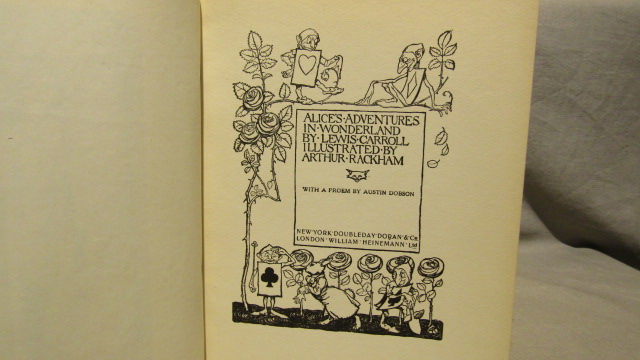 ALICE'S·ADVENTURES
IN·WONDERLAND
BY·LEWIS·CARROLL
ILLUSTRATED·BY
ARTHUR·RACKHAM
WITH A PROEM BY AUSTIN DOBSON
NEW·YORK·DOUBLEDAY·DORAN·&·Co
LONDON·WILLIAM·HEINEMANN·Ltd